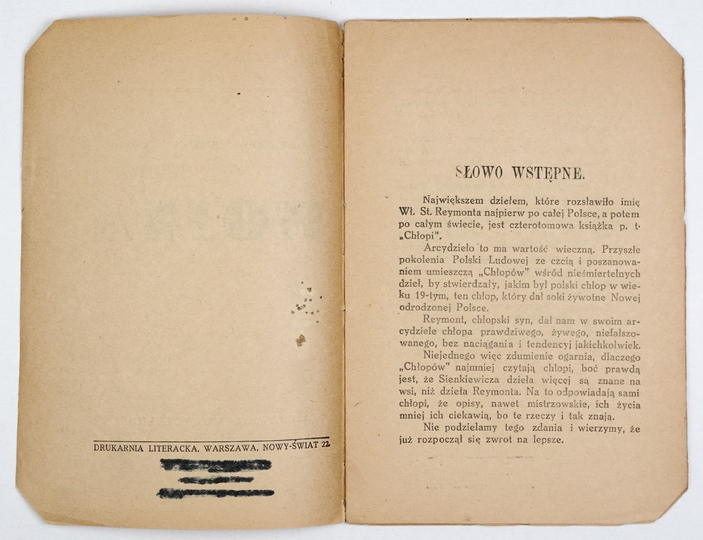 DRUKARNIA LITERACKA, WARSZAWA, NOWY-ŚWIAT 22
SŁOWO WSTĘPNE.
Największem dziełem, które rozsławiło imię
Wł. St. Reymonta najpierw po całej Polsce, a potem
po całym świecie, jest czterotomowa książka p. t.
„Chłopi”.
Arcydzieło to ma wartość wieczną. Przyszłe
pokolenia Polski Ludowej ze czcią i poszanowa-
niem umieszczą „Chłopów” wśród nieśmiertelnych
dzieł, by stwierdzały, jakim był polski chłop w wie-
ku 19-tym, ten chłop, który dał soki żywotne Nowej
odrodzonej Polsce.
Reymont, chłopski syn, dał nam w swoim ar-
cydziele chłopa prawdziwego, żywego, niefałszo-
wanego, bez naciągania i tendencyj jakichkolwiek.
Niejednego więc zdumienie ogarnia, dlaczego
„Chłopów” najmniej czytają chłopi, boć prawdą
jest, że Sienkiewicza dzieła więcej są znane na
wsi, niż dzieła Reymonta. Na to odpowiadają sami
chłopi, że opisy, nawet mistrzowskie, ich życia
mniej ich ciekawią, bo te rzeczy i tak znają.
Nie podzielamy tego zdania i wierzymy, że
już rozpoczął się zwrot na lepsze.